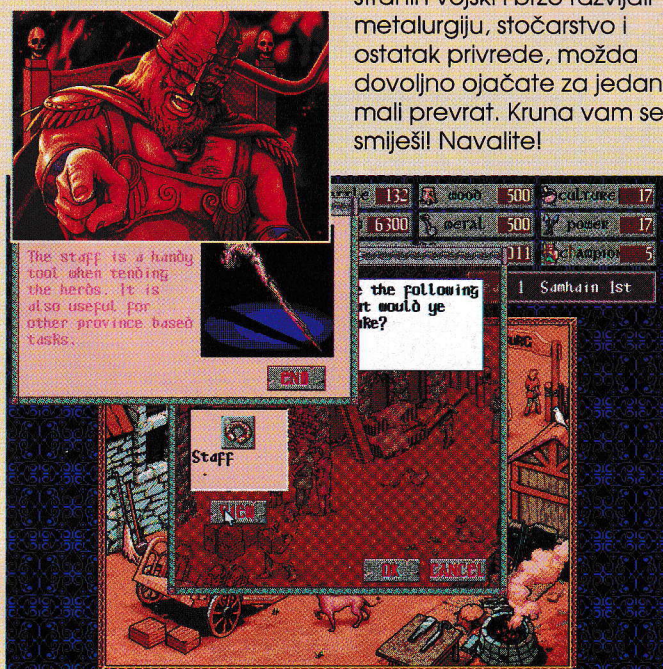 metalurgiju, stočarstvo i
ostatak privrede, možda
dovoljno ojačate za jedan
mali prevrat. Kruna vam se
smiješi! Navalite!
132 wood 500 culture 17
6300 metal 500 power 17
5
1 Samhain 1st
The staff is a handy
tool when tending
the herds. It is
also useful for
other province based
tasks.
END
the following
would ye
Staff
OK CANCEL